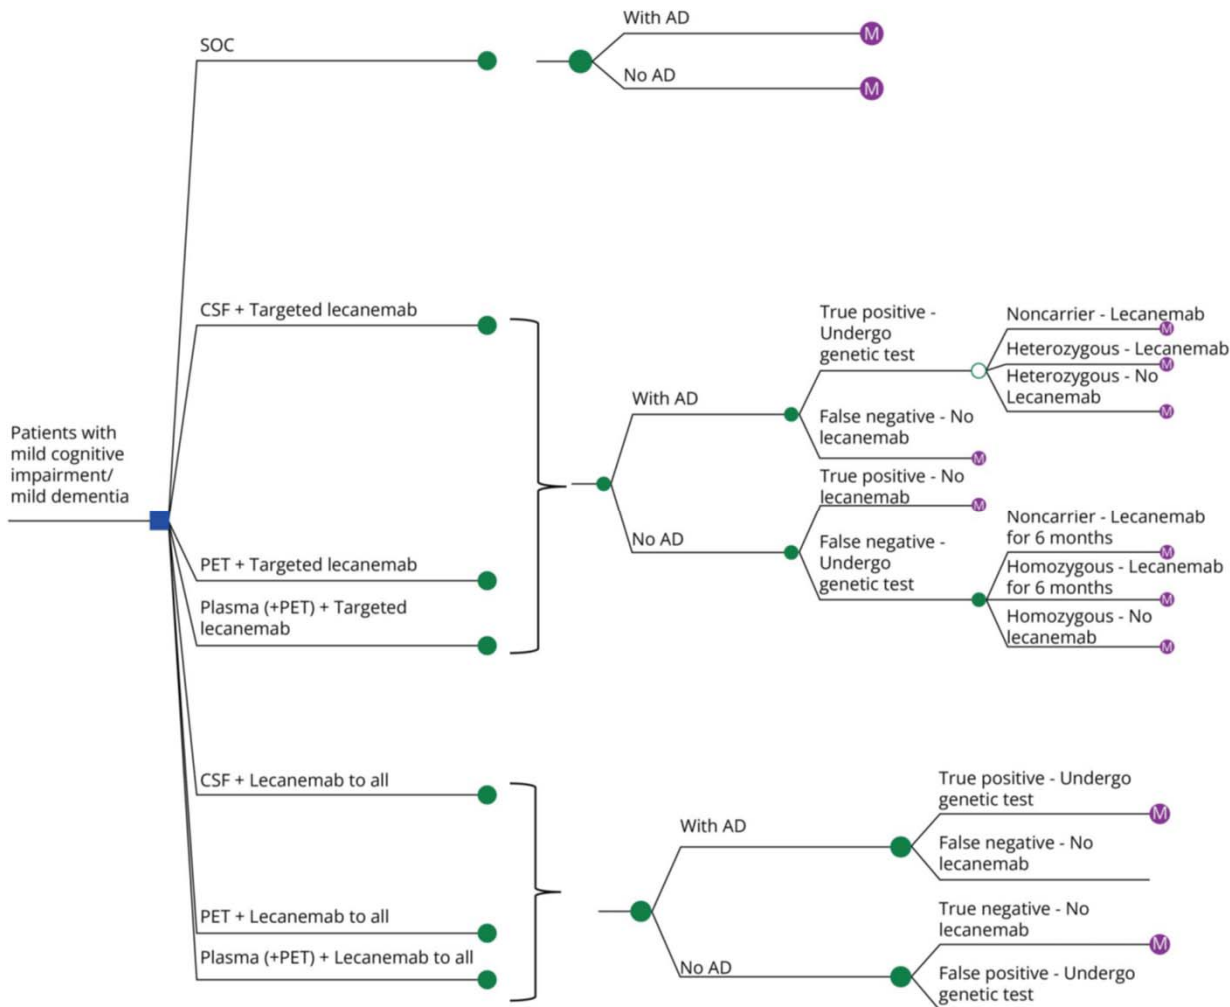 SOC
With AD
M
No AD
M
CSF + Targeted lecanemab
True positive -
Undergo
genetic test
Noncarrier - Lecanemab
M
Heterozygous - Lecanemab
M
Heterozygous - No
Lecanemab
M
With AD
False negative - No
lecanemab
M
Patients with
mild cognitive
impairment/
mild dementia
True positive - No
lecanemab
M
No AD
False negative -
Undergo
genetic test
Noncarrier - Lecanemab
for 6 months
M
Homozygous - Lecanemab
for 6 months
M
Homozygous - No
lecanemab
M
PET + Targeted lecanemab
Plasma (+PET) + Targeted
lecanemab
CSF + Lecanemab to all
With AD
True positive - Undergo
genetic test
M
False negative - No
lecanemab
PET + Lecanemab to all
Plasma (+PET) + Lecanemab to all
No AD
True negative - No
lecanemab
M
False positive - Undergo
genetic test